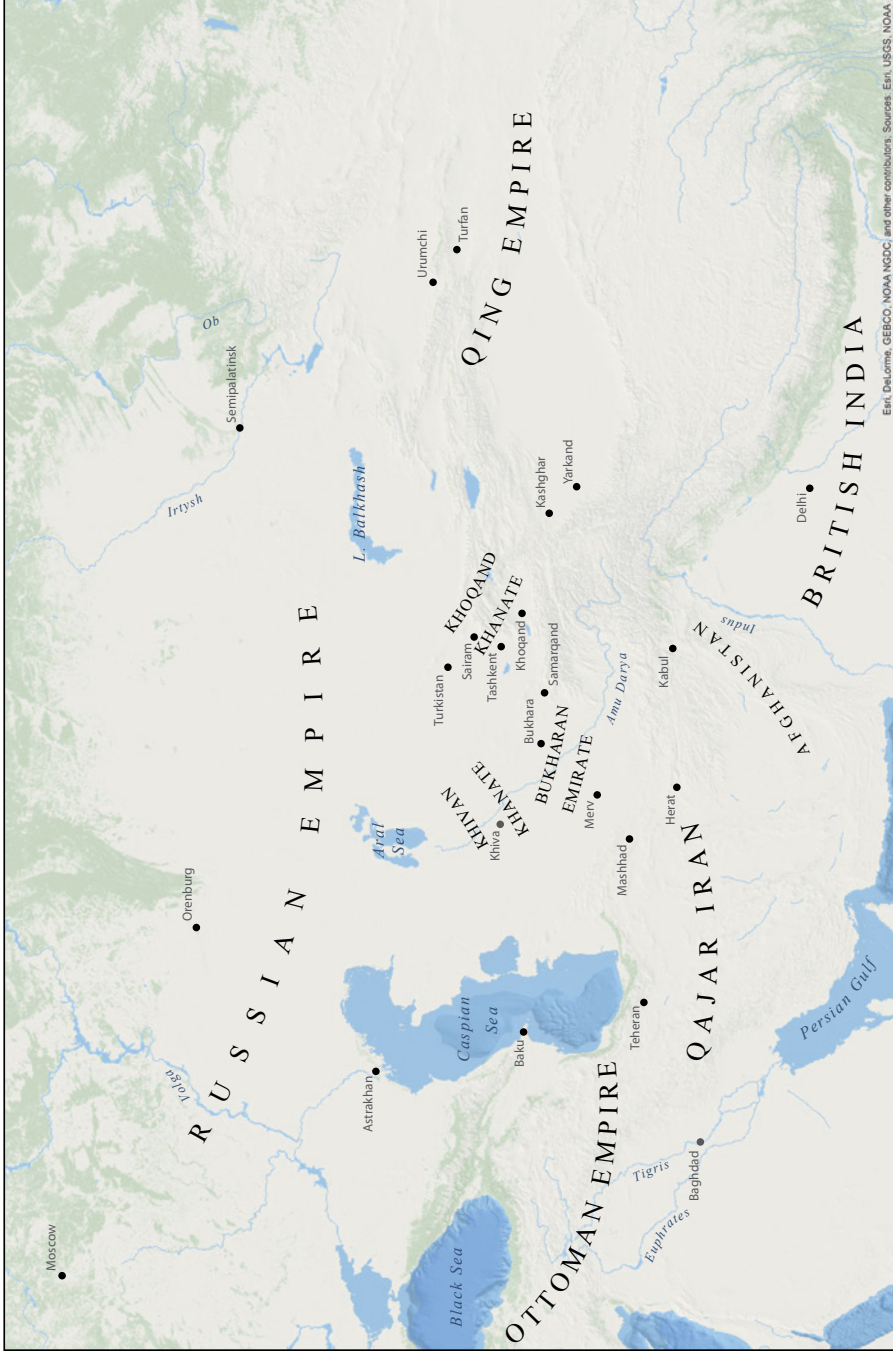 Moscow
Volga
Orenburg
Irtysh
Ob
Semipalatinsk
RUSSIAN EMPIRE
Astrakhan
Aral
Sea
L. Balkhash
Urumchi
Turfan
Black Sea
Caspian
Sea
Baku
KHIVAN
KHANATE
Khiva
Turkistan
Sairam
Tashkent
KHOQAND
KHANATE
Khoqand
QING EMPIRE
Bukhara
Samarqand
BUKHARAN
EMIRATE
Kashghar
Yarkand
Merv
Amu Darya
OTTOMAN EMPIRE
Teheran
Mashhad
Herat
Kabul
Tigris
Euphrates
Baghdad
QAJAR IRAN
AFGHANISTAN
Indus
Persian Gulf
Delhi
BRITISH INDIA
Esri, DeLorme, GEBCO, NOAA NGDC, and other contributors, Sources: Esri, USGS, NOAA